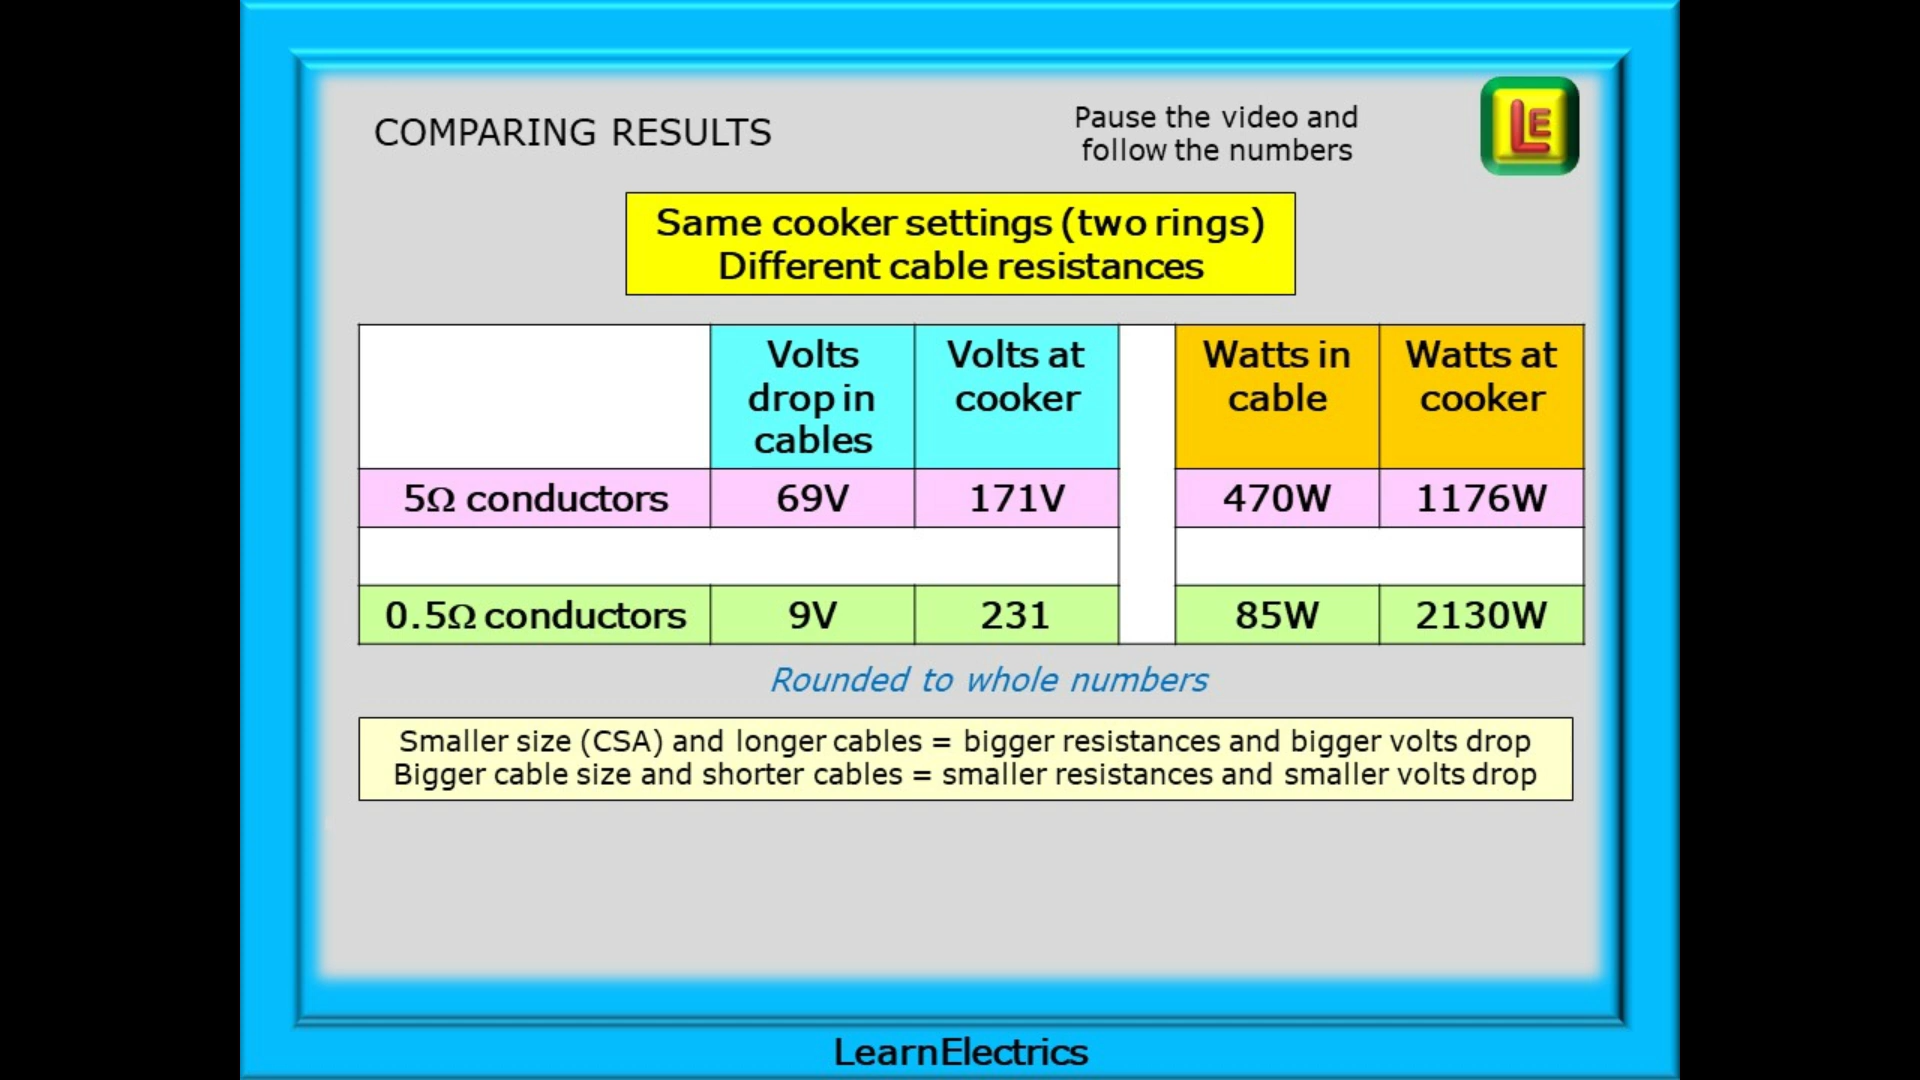 COMPARING RESULTS
Pause the video and
follow the numbers
LE
Same cooker settings (two rings)
Different cable resistances
Volts drop in cables
Volts at cooker
Watts in cable
Watts at cooker
5Ω conductors 69V 171V 470W 1176W
0.5Ω conductors 9V 231 85W 2130W
Rounded to whole numbers
Smaller size (CSA) and longer cables = bigger resistances and bigger volts drop
Bigger cable size and shorter cables = smaller resistances and smaller volts drop
LearnElectrics